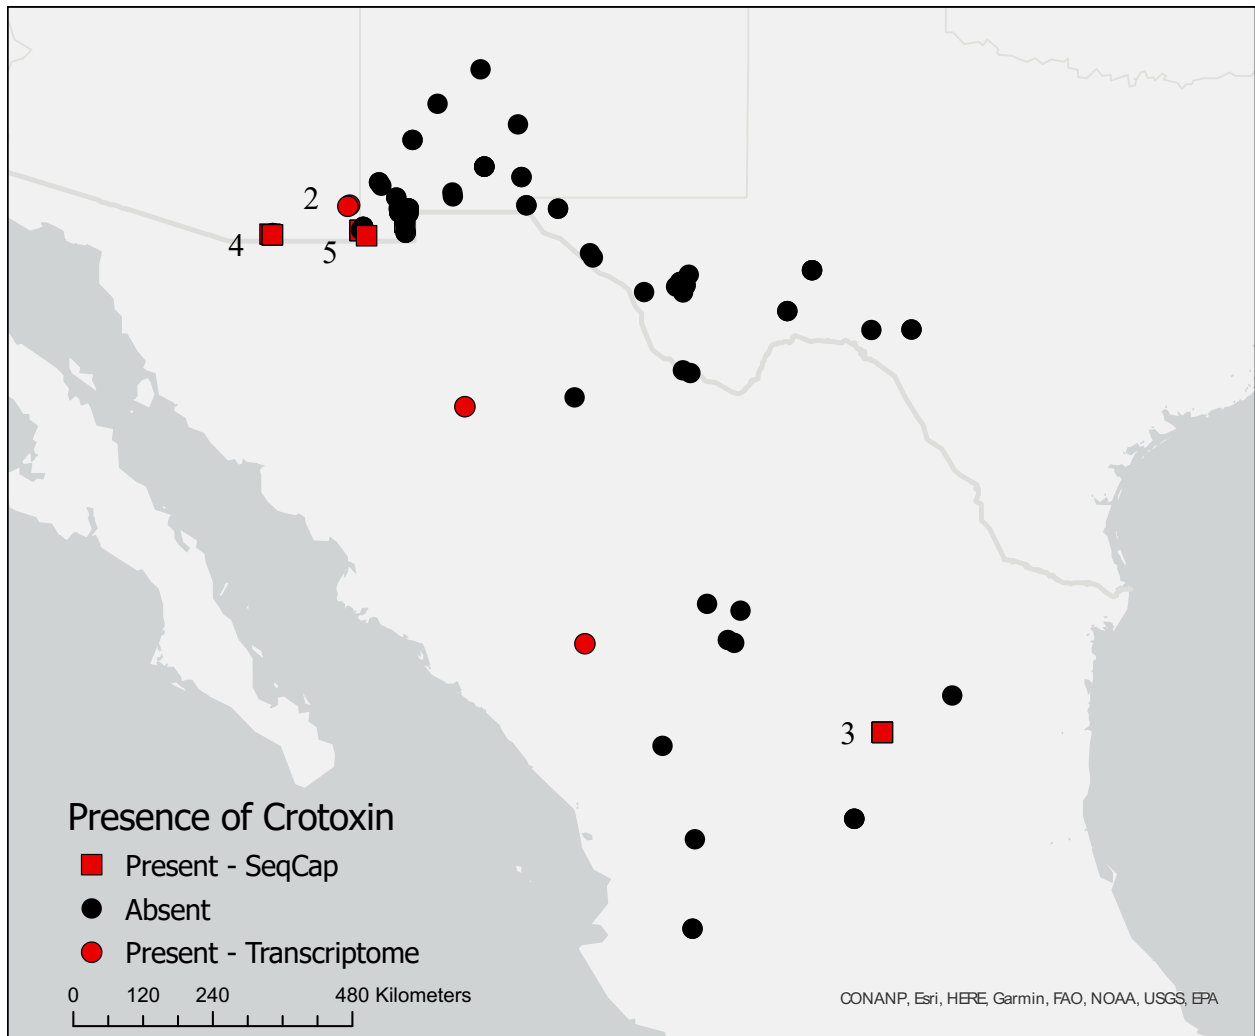 2
4
5
3
Presence of Crotoxin
Present - SeqCap
Absent
Present - Transcriptome
0 120 240 480 Kilometers
CONANP, Esri, HERE, Garmin, FAO, NOAA, USGS, EPA